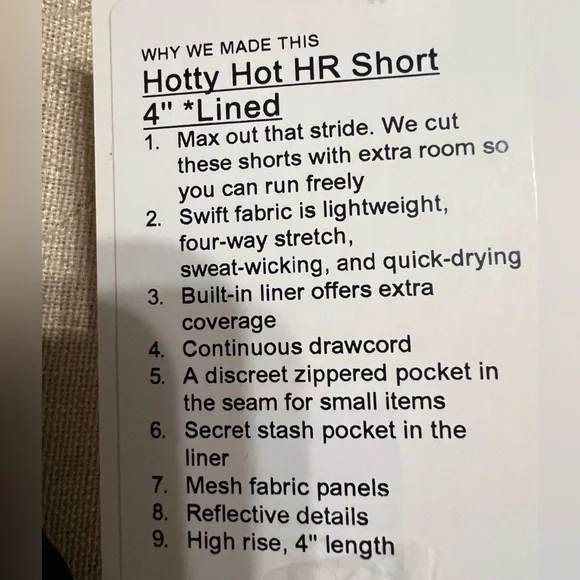 WHY WE MADE THIS
Hotty Hot HR Short
4" *Lined
1. Max out that stride. We cut
these shorts with extra room so
you can run freely
2. Swift fabric is lightweight,
four-way stretch,
sweat-wicking, and quick-drying
3. Built-in liner offers extra
coverage
4. Continuous drawcord
5. A discreet zippered pocket in
the seam for small items
6. Secret stash pocket in the
liner
7. Mesh fabric panels
8. Reflective details
9. High rise, 4" length